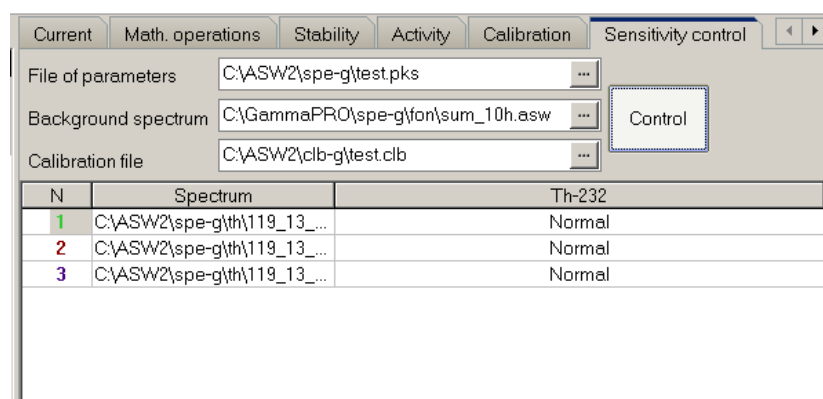 Current Math. operations Stability Activity Calibration Sensitivity control
File of parameters C:\ASW2\spe-g\test.pks ...
Background spectrum C:\GammaPRO\spe-g\fon\sum_10h.asw ... Control
Calibration file C:\ASW2\clb-g\test.clb ...
N Spectrum Th-232
1 C:\ASW2\spe-g\th\119_13_... Normal
2 C:\ASW2\spe-g\th\119_13_... Normal
3 C:\ASW2\spe-g\th\119_13_... Normal